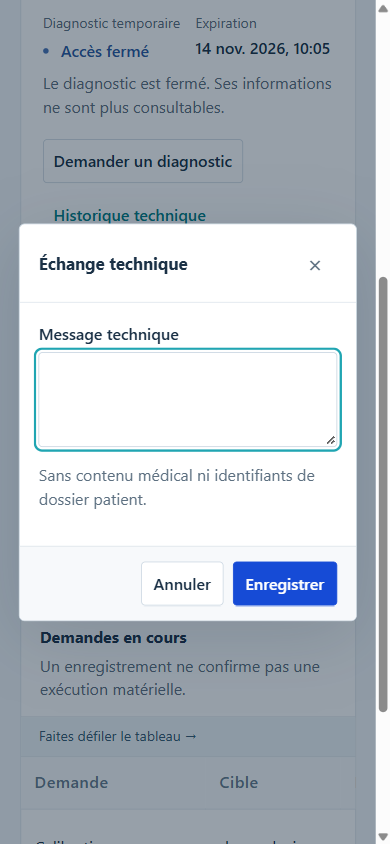 Diagnostic temporaire
Expiration
Accès fermé
14 nov. 2026, 10:05
Le diagnostic est fermé. Ses informations
ne sont plus consultables.
Demander un diagnostic
Historique technique
Échange technique
Message technique
Sans contenu médical ni identifiants de
dossier patient.
Annuler
Enregistrer
Demandes en cours
Un enregistrement ne confirme pas une
exécution matérielle.
Faites défiler le tableau →
Demande
Cible